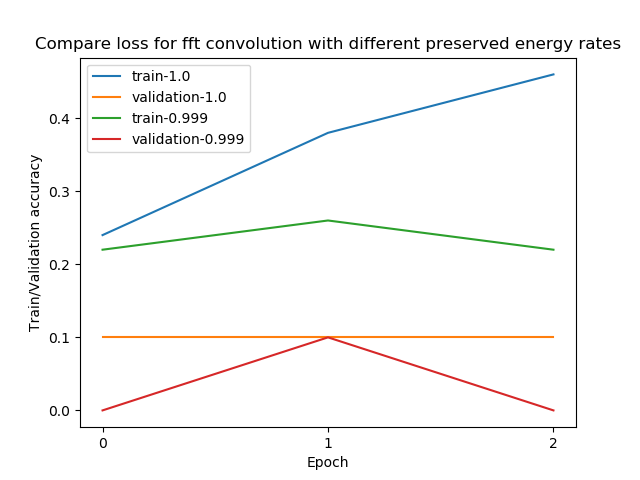 Compare loss for fft convolution with different preserved energy rates
train-1.0
validation-1.0
train-0.999
validation-0.999
Train/Validation accuracy
0.4
0.3
0.2
0.1
0.0
0 1 2
Epoch